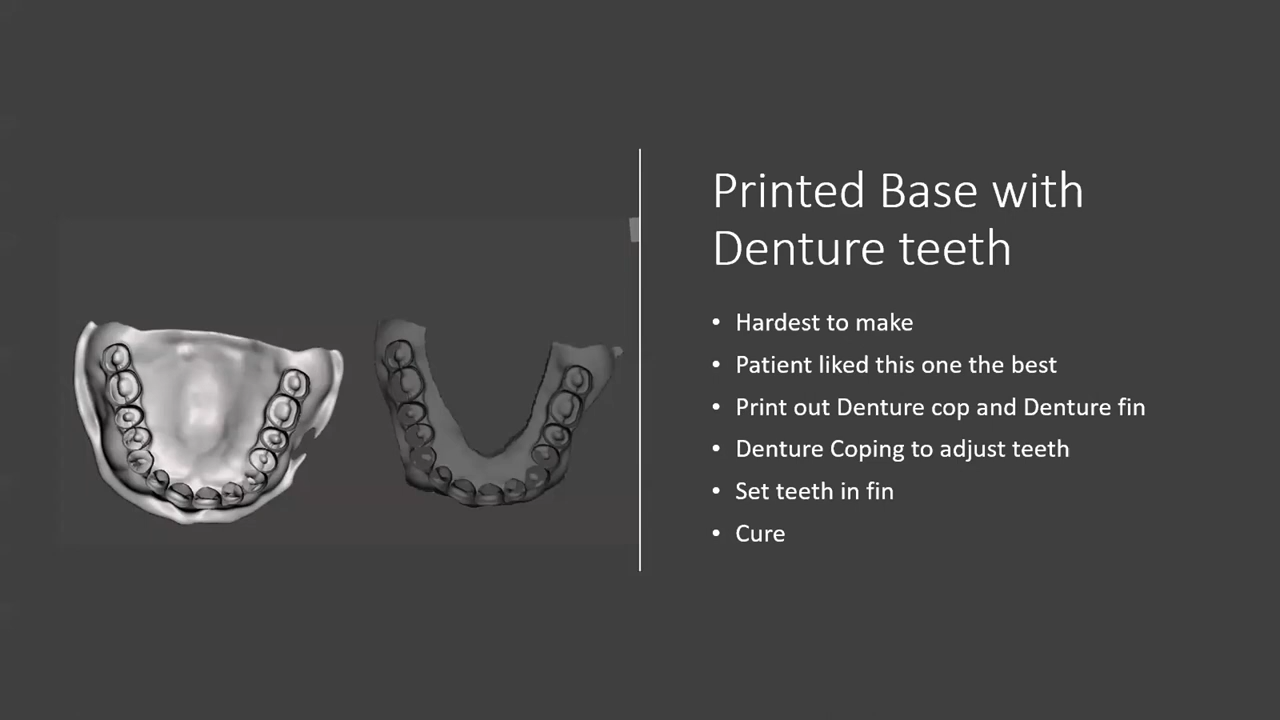 Printed Base with
Denture teeth
• Hardest to make
• Patient liked this one the best
• Print out Denture cop and Denture fin
• Denture Coping to adjust teeth
• Set teeth in fin
• Cure